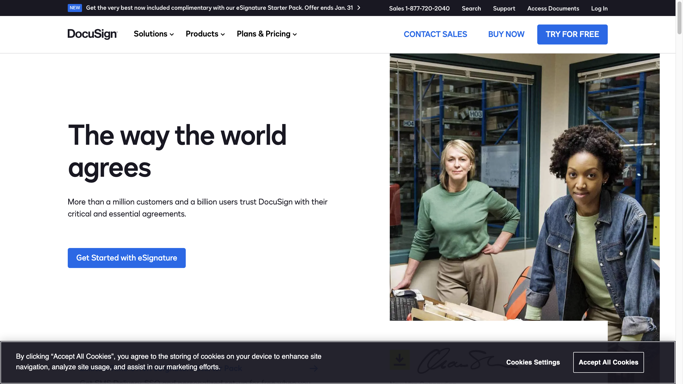 NEW Get the very best now included complimentary with our eSignature Starter Pack. Offer ends Jan. 31
Sales 1-877-720-2040 Search Support Access Documents Log In
DocuSign Solutions Products Plans & Pricing CONTACT SALES BUY NOW TRY FOR FREE
The way the world
agrees
More than a million customers and a billion users trust DocuSign with their
critical and essential agreements.
Get Started with eSignature
By clicking “Accept All Cookies”, you agree to the storing of cookies on your device to enhance site
navigation, analyze site usage, and assist in our marketing efforts.
Cookies Settings Accept All Cookies